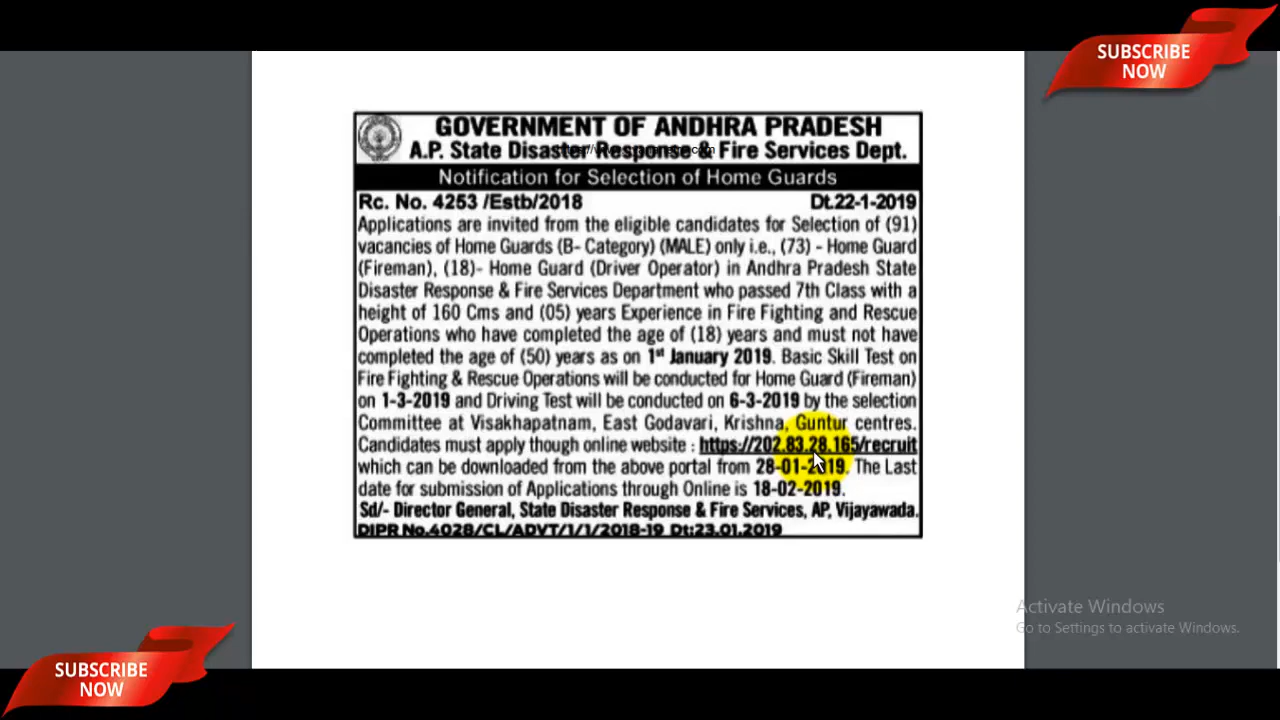 SUBSCRIBE
NOW
GOVERNMENT OF ANDHRA PRADESH
A.P. State Disaster Response & Fire Services Dept.
Notification for Selection of Home Guards
Rc. No. 4253 /Estb/2018 Dt.22-1-2019
Applications are invited from the eligible candidates for Selection of (91)
vacancies of Home Guards (B- Category) (MALE) only i.e., (73) - Home Guard
(Fireman), (18)- Home Guard (Driver Operator) in Andhra Pradesh State
Disaster Response & Fire Services Department who passed 7th Class with a
height of 160 Cms and (05) years Experience in Fire Fighting and Rescue
Operations who have completed the age of (18) years and must not have
completed the age of (50) years as on 1st January 2019. Basic Skill Test on
Fire Fighting & Rescue Operations will be conducted for Home Guard (Fireman)
on 1-3-2019 and Driving Test will be conducted on 6-3-2019 by the selection
Committee at Visakhapatnam, East Godavari, Krishna, Guntur centres.
Candidates must apply though online website : https://202.83.28.165/recruit
which can be downloaded from the above portal from 28-01-2019. The Last
date for submission of Applications through Online is 18-02-2019.
Sd/- Director General, State Disaster Response & Fire Services, AP, Vijayawada.
DIPR No.4028/CL/ADVT/1/1/2018-19 Dt:23.01.2019
Activate Windows
Go to Settings to activate Windows.
SUBSCRIBE
NOW